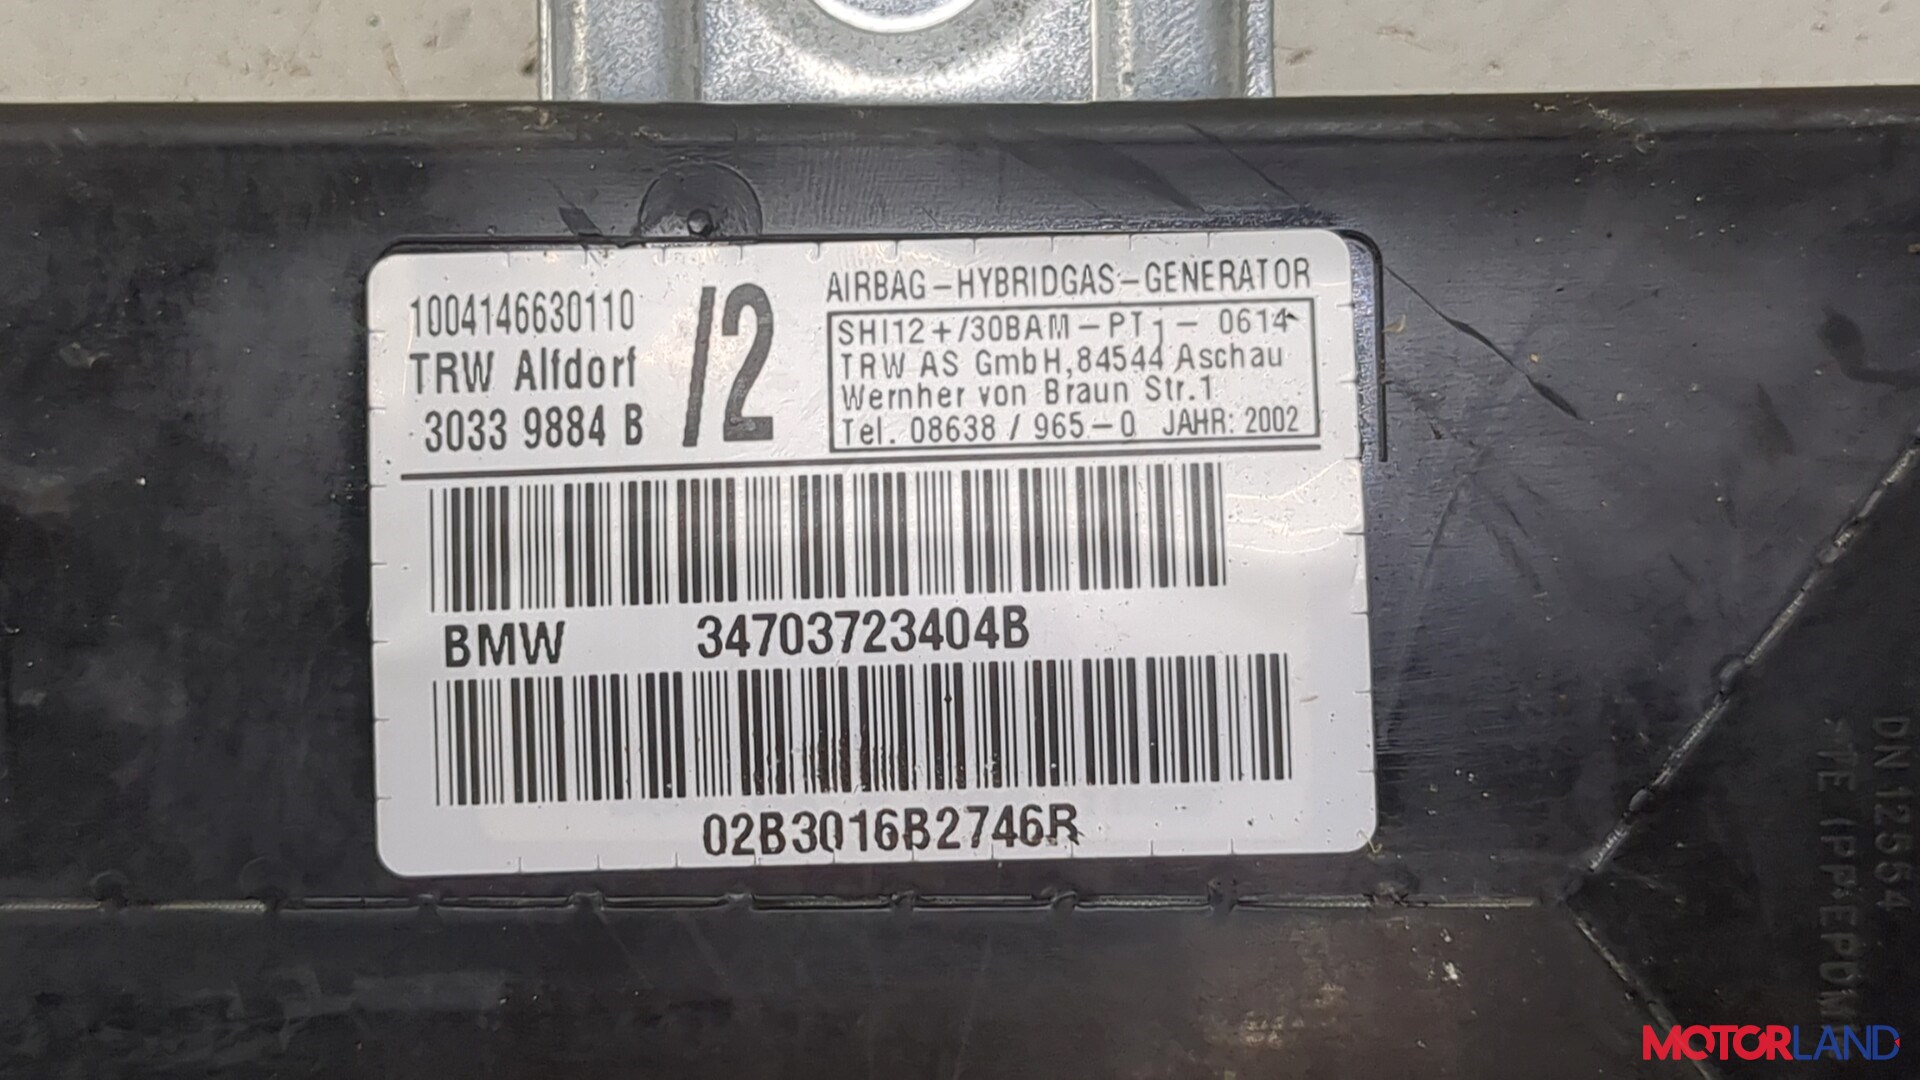 1004146630110
TRW Alfdorf
3033 9884 B
/2
AIRBAG-HYBRIDGAS-GENERATOR
SHI12+/30BAM-PT1- 0614
TRW AS GmbH,84544 Aschau
Wernher von Braun Str.1
Tel. 08638 / 965-0 JAHR: 2002
BMW 34703723404B
02B3016B2746R
DN 12554
MOTORLAND